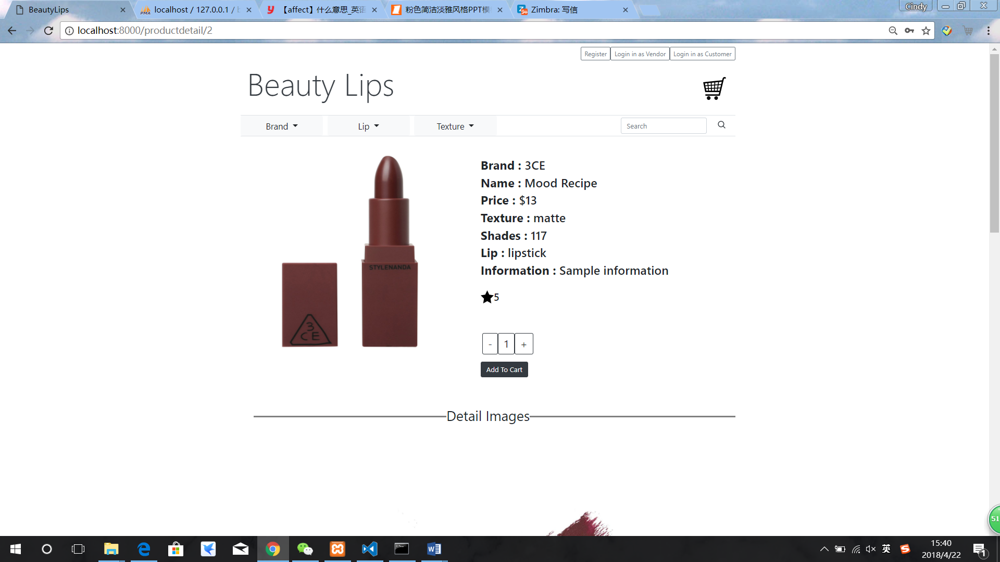 BeautyLips
localhost / 127.0.0.1 / b
【affect】什么意思_英语
粉色简洁淡雅风格PPT模
Zimbra: 写信
Cindy
localhost:8000/productdetail/2
Register
Login in as Vendor
Login in as Customer
Beauty Lips
Brand
Lip
Texture
Search
Brand : 3CE
Name : Mood Recipe
Price : $13
Texture : matte
Shades : 117
Lip : lipstick
Information : Sample information
STYLENANDA
3
CE
5
- 1 +
Add To Cart
Detail Images
51
英
15:40
2018/4/22
1